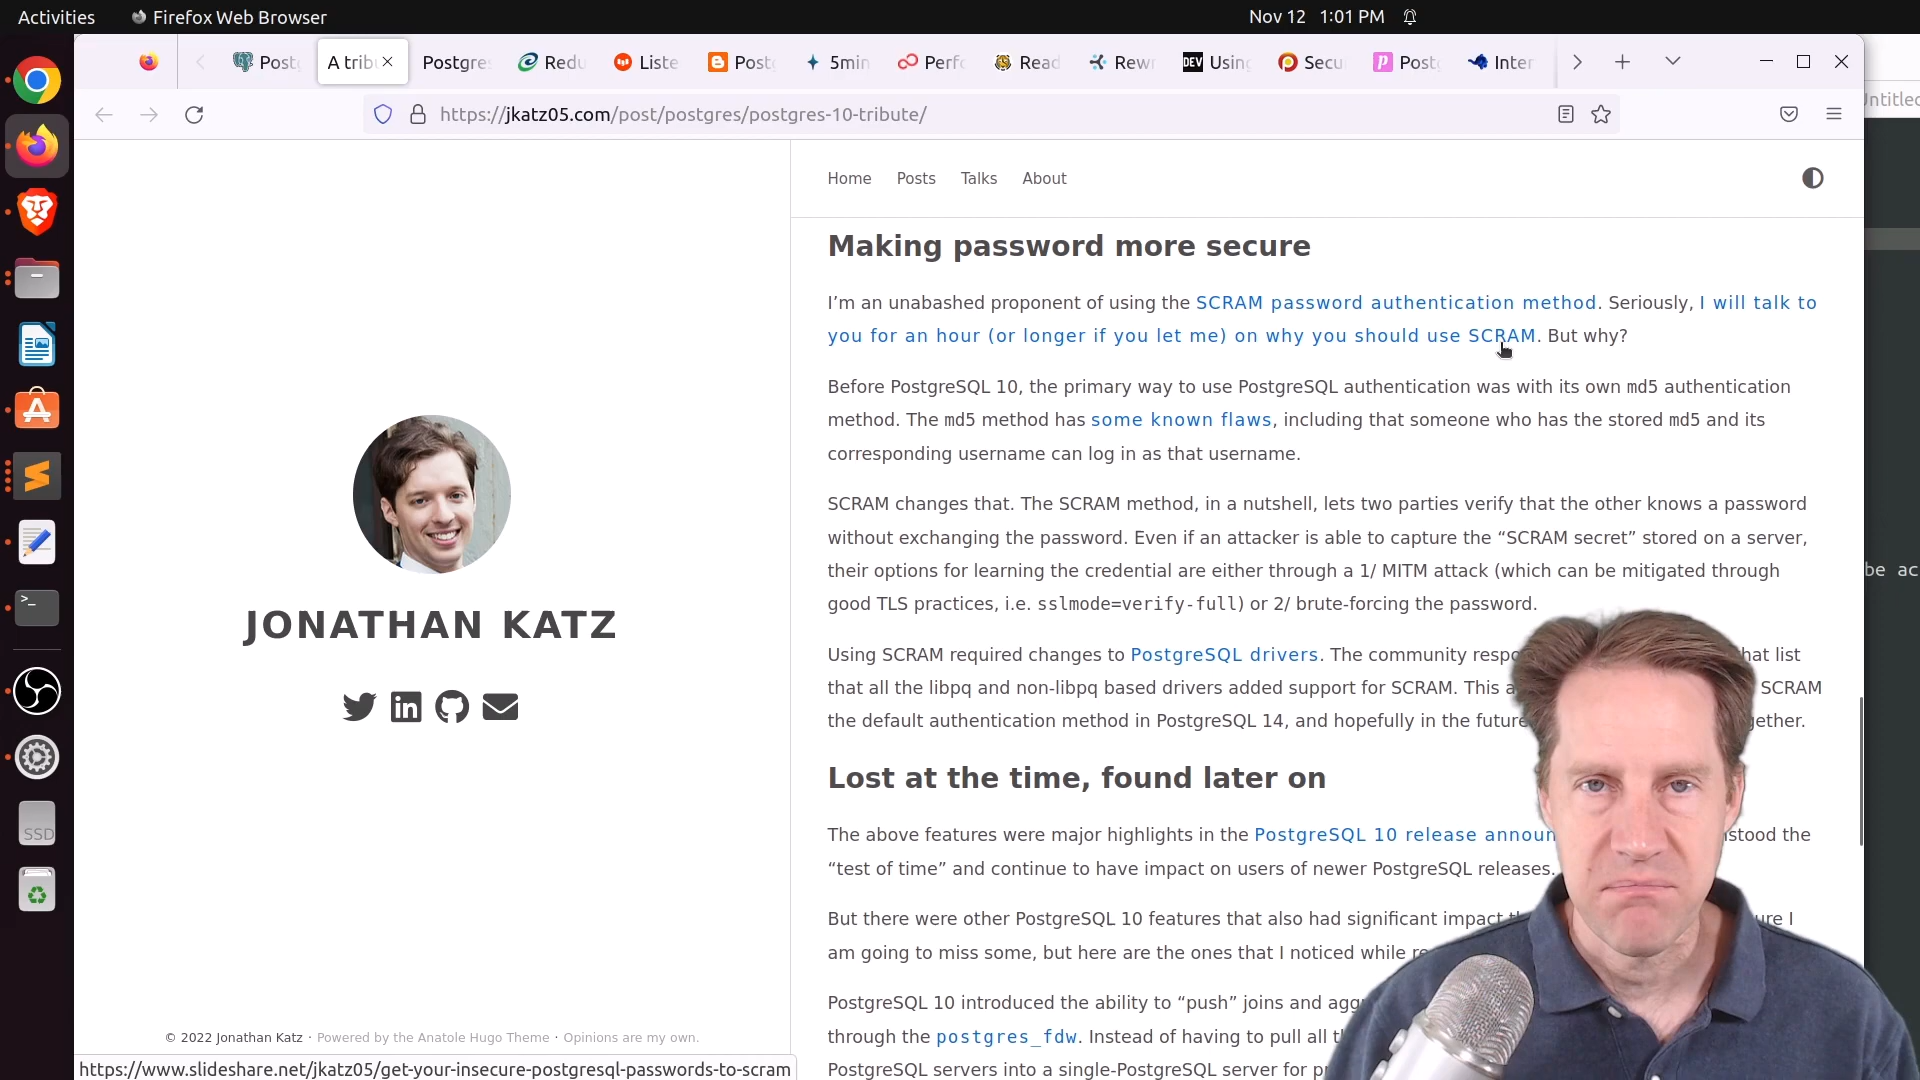 Activities
Firefox Web Browser
Nov 12 1:01 PM
A trib
Postgres
Redu
Liste
5min
Perfo
Read
Rew
DEV
Using
Secu
Inter
https://jkatz05.com/post/postgres/postgres-10-tribute/
Home Posts Talks About
Making password more secure
I’m an unabashed proponent of using the SCRAM password authentication method. Seriously, I will talk to
you for an hour (or longer if you let me) on why you should use SCRAM. But why?
Before PostgreSQL 10, the primary way to use PostgreSQL authentication was with its own md5 authentication
method. The md5 method has some known flaws, including that someone who has the stored md5 and its
corresponding username can log in as that username.
SCRAM changes that. The SCRAM method, in a nutshell, lets two parties verify that the other knows a password
without exchanging the password. Even if an attacker is able to capture the “SCRAM secret” stored on a server,
their options for learning the credential are either through a 1/ MITM attack (which can be mitigated through
good TLS practices, i.e. sslmode=verify-full) or 2/ brute-forcing the password.
Using SCRAM required changes to PostgreSQL drivers. The community resp hat list
that all the libpq and non-libpq based drivers added support for SCRAM. This a SCRAM
the default authentication method in PostgreSQL 14, and hopefully in the future gether.
Lost at the time, found later on
The above features were major highlights in the PostgreSQL 10 release announ stood the
“test of time” and continue to have impact on users of newer PostgreSQL releases.
But there were other PostgreSQL 10 features that also had significant impact ure I
am going to miss some, but here are the ones that I noticed while re
PostgreSQL 10 introduced the ability to “push” joins and agg
through the postgres_fdw. Instead of having to pull all t
PostgreSQL servers into a single-PostgreSQL server for pr
JONATHAN KATZ
© 2022 Jonathan Katz · Powered by the Anatole Hugo Theme · Opinions are my own.
https://www.slideshare.net/jkatz05/get-your-insecure-postgresql-passwords-to-scram
SSD
be ac